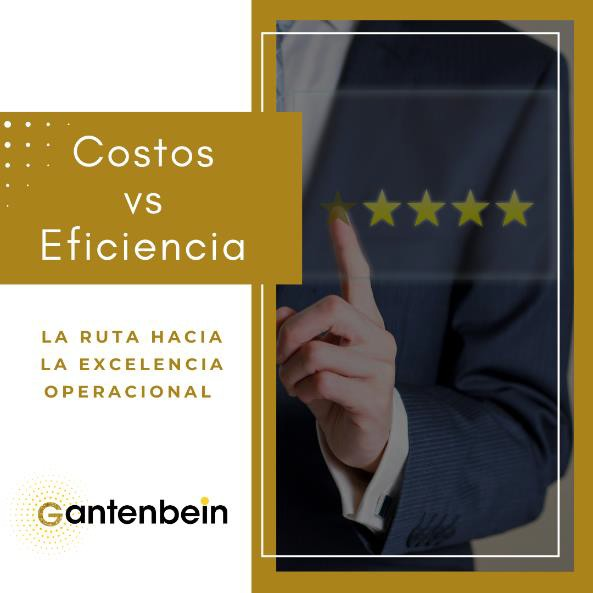 Costos
vs
Eficiencia
LA RUTA HACIA
LA EXCELENCIA
OPERACIONAL
Gantenbein